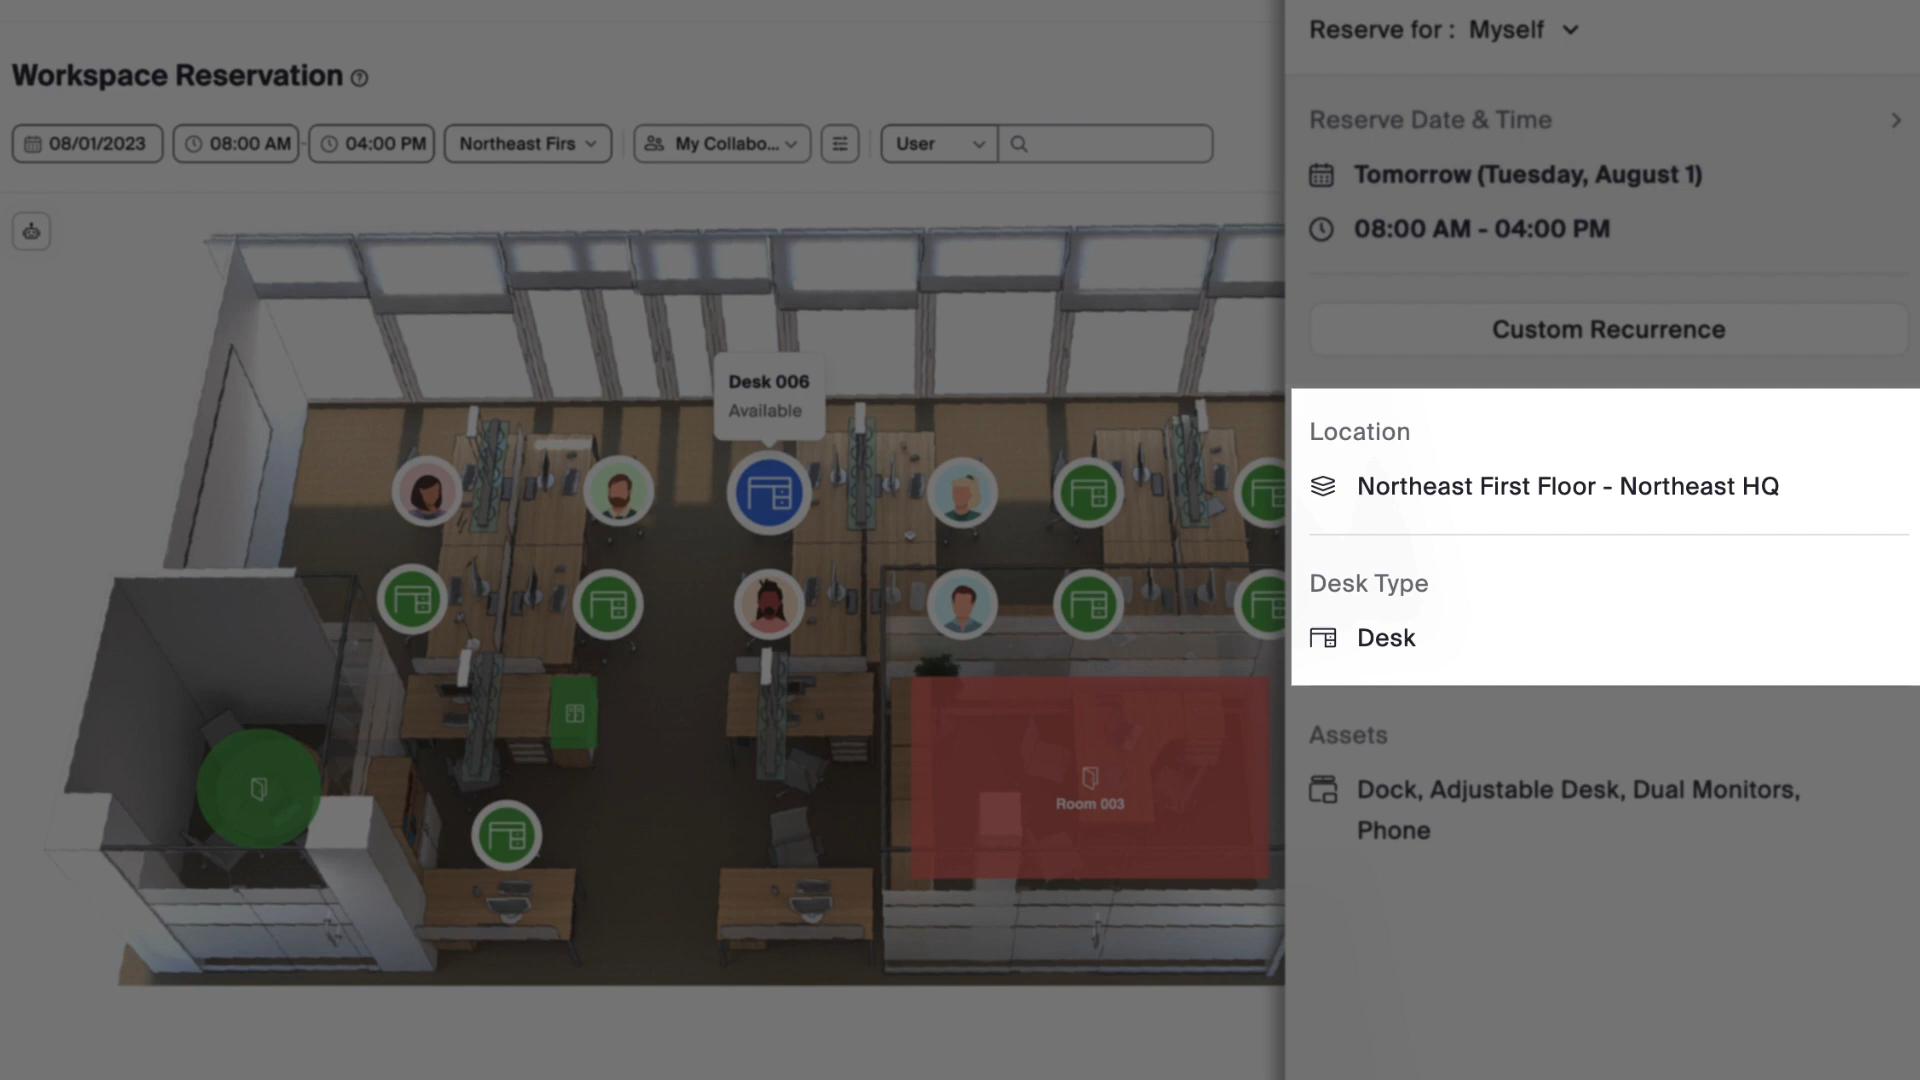 Workspace Reservation
08/01/2023
08:00 AM - 04:00 PM
Northeast Firs
My Collabo...
User
Desk 006
Available
Room 003
Reserve for : Myself
Reserve Date & Time
Tomorrow (Tuesday, August 1)
08:00 AM - 04:00 PM
Custom Recurrence
Location
Northeast First Floor - Northeast HQ
Desk Type
Desk
Assets
Dock, Adjustable Desk, Dual Monitors,
Phone